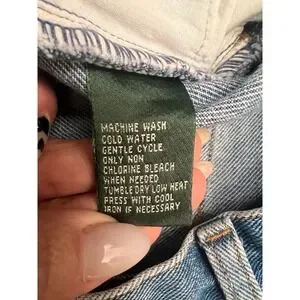 MACHINE WASH
COLD WATER
GENTLE CYCLE
ONLY NON
CHLORINE BLEACH
WHEN NEEDED
TUMBLE DRY LOW HEAT
PRESS WITH COOL
IRON IS NECESSARY